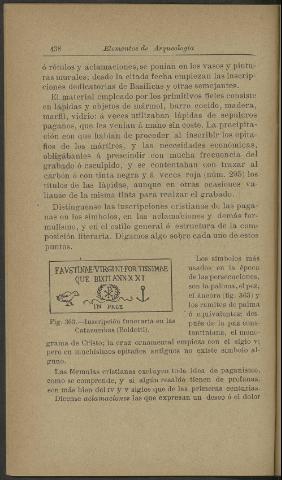 438 Elementos de Arqueología
ó rótulos y aclamaciones, se ponían en los vasos y pintu-
ras murales; desde la citada fecha empiezan las inscrip-
ciones dedicatorias de Basílicas y otras semejantes.
El material empleado por los primitivos fieles consiste
en lápidas y objetos de mármol, barro cocido, madera,
marfil, vidrio: á veces utilizaban lápidas de sepulcros
paganos, que les venían á mano sin coste. La precipita-
ción con que habían de proceder al inscribir los epita-
fios de los mártires, y las necesidades económicas,
obligábanles á prescindir con mucha frecuencia del
grabado ó esculpido, y se contentaban con trazar al
carbón ó con tinta negra y á veces roja (núm. 295) los
títulos de las lápidas, aunque en otras ocasiones va-
lianse de la misma tinta para realizar el grabado.
Distínguense las inscripciones cristianas de las paga-
nas en los símbolos, en las aclamaciones y demás for-
mulismo, y en el estilo general ó estructura de la com-
posición literaria. Digamos algo sobre cada uno de estos
puntos.
FAVSTINAE VIRGINI FORTISSIMAE
QUE BIXIT ANN XXI
IN PACE
Fig. 363.—Inscripción funeraria en las
Catacumbas (Boldetti).
Los símbolos más
usados en la época
de las persecuciones,
son la paloma, el pez,
el áncora (fig. 363) y
los ramitos de palma
ó equivalentes: des-
pués de la paz cons-
tantiniana, el mono-
grama de Cristo; la cruz ornamental empieza con el siglo v;
pero en muchísimos epitafios antiguos no existe símbolo al-
guno.
Las fórmulas cristianas excluyen toda idea de paganismo,
como se comprende, y si algún resabio tienen de profanas,
son más bien del IV y v siglos que de las primeras centurias.
Dícense aclamaciones las que expresan un deseo ó el dolor